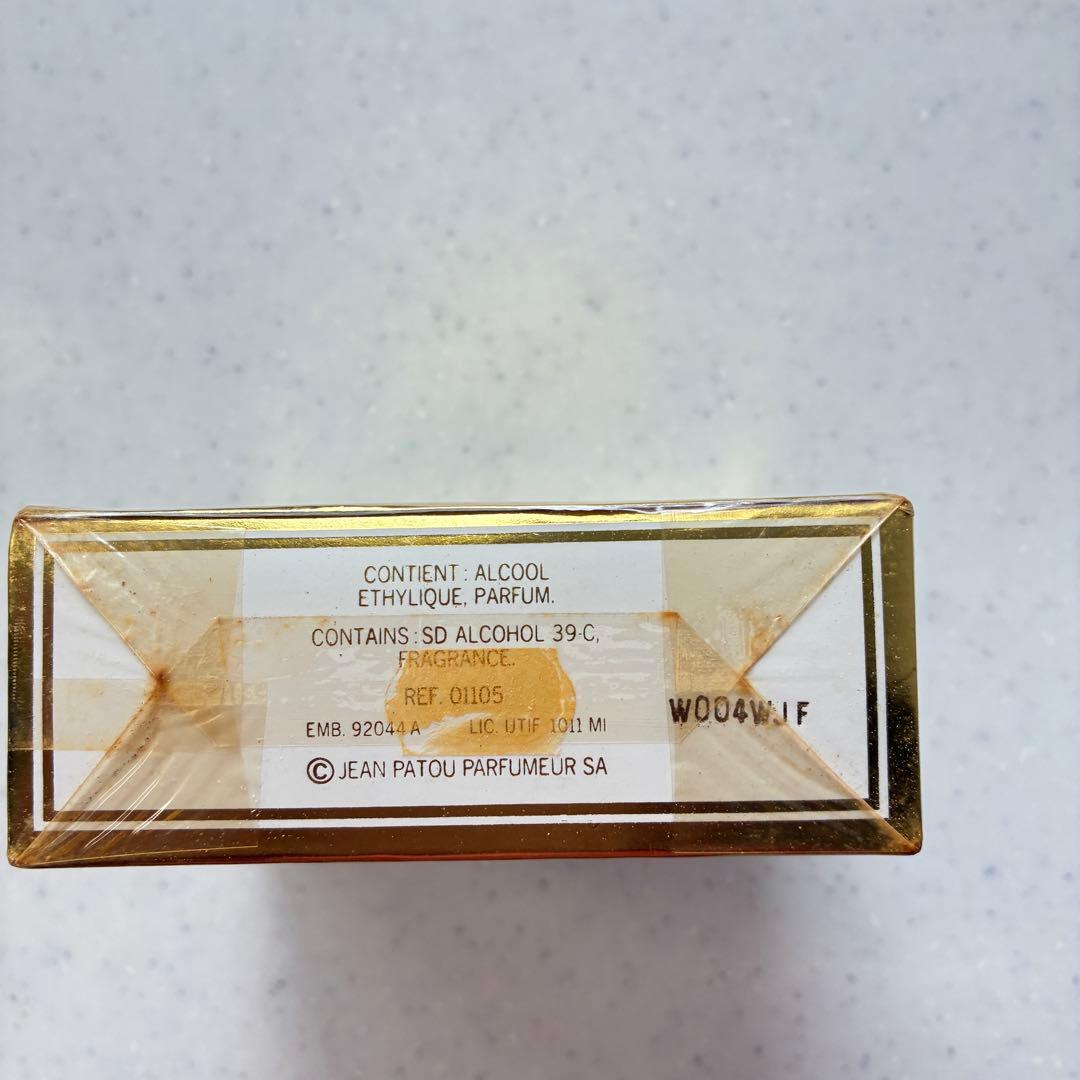 CONTIENT : ALCOOL
ETHYLIQUE, PARFUM.
CONTAINS : SD ALCOHOL 39-C,
FRAGRANCE.
REF. 01105
EMB. 92044 A LIC. UTIF 1011 MI
W004WJF
© JEAN PATOU PARFUMEUR SA